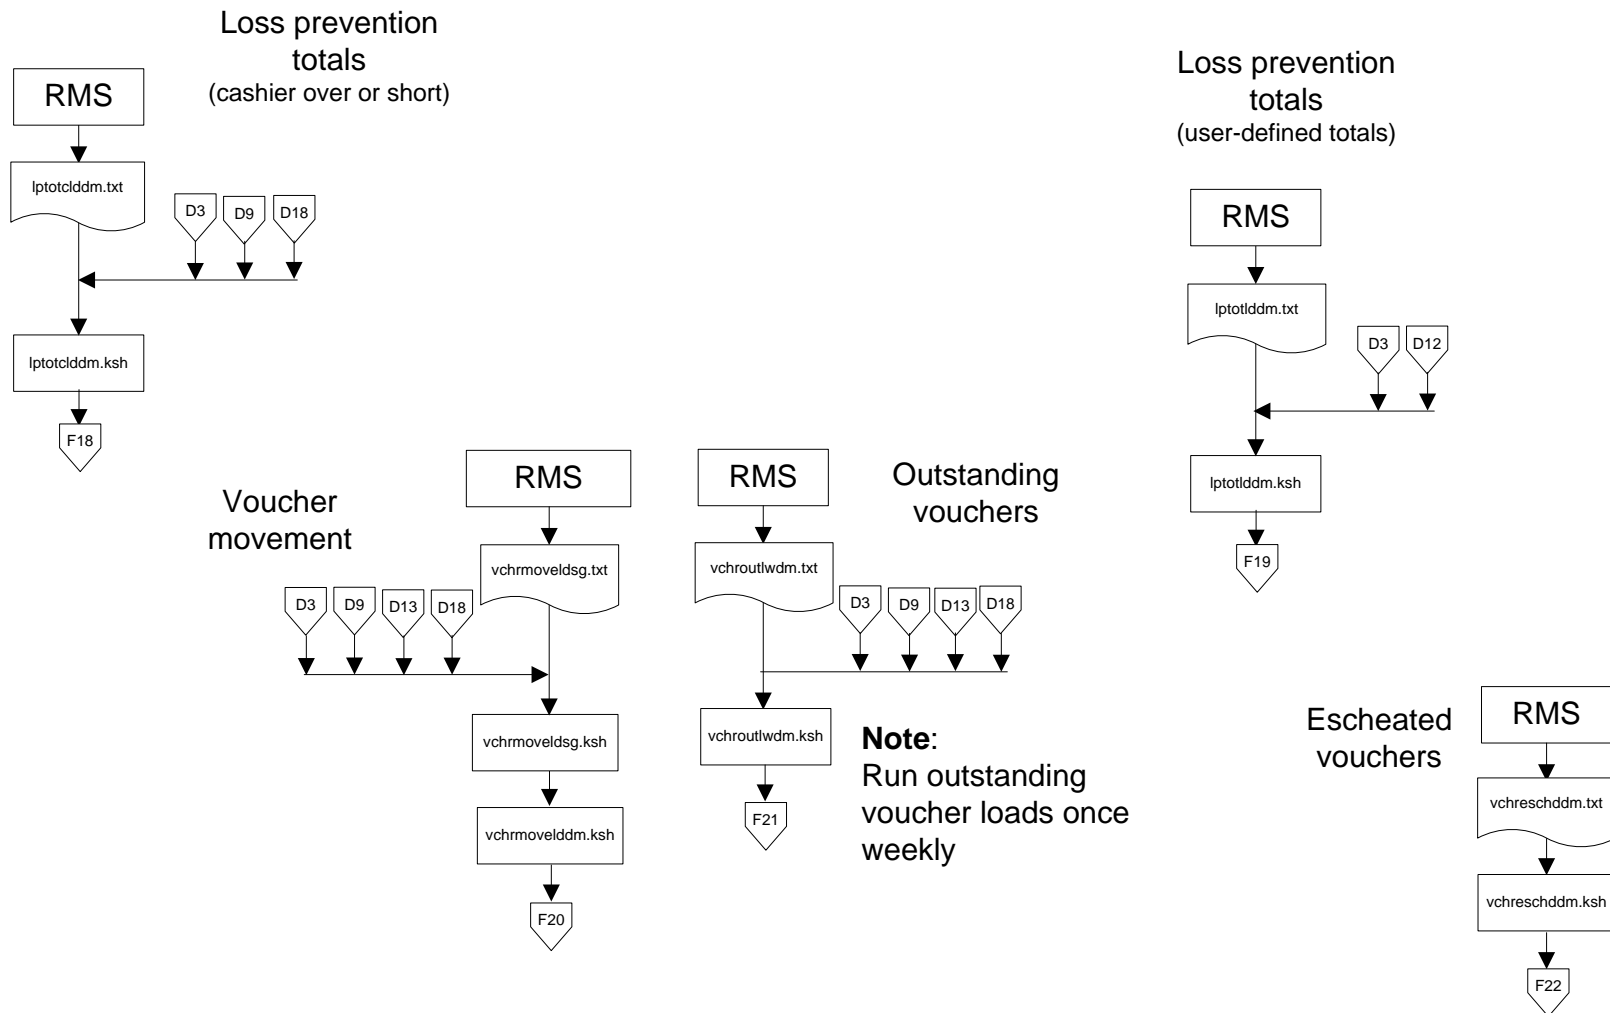 Loss prevention
totals
(cashier over or short)
RMS
lptotclddm.txt
D3
D9
D18
lptotclddm.ksh
F18
Loss prevention
totals
(user-defined totals)
RMS
lptotlddm.txt
D3
D12
lptotlddm.ksh
F19
Voucher
movement
RMS
vchrmoveldsg.txt
D3
D9
D13
D18
vchrmoveldsg.ksh
vchrmovelddm.ksh
F20
Outstanding
vouchers
RMS
vchroutlwdm.txt
D3
D9
D13
D18
vchroutlwdm.ksh
F21
Note:
Run outstanding
voucher loads once
weekly
Escheated
vouchers
RMS
vchreschddm.txt
vchreschddm.ksh
F22